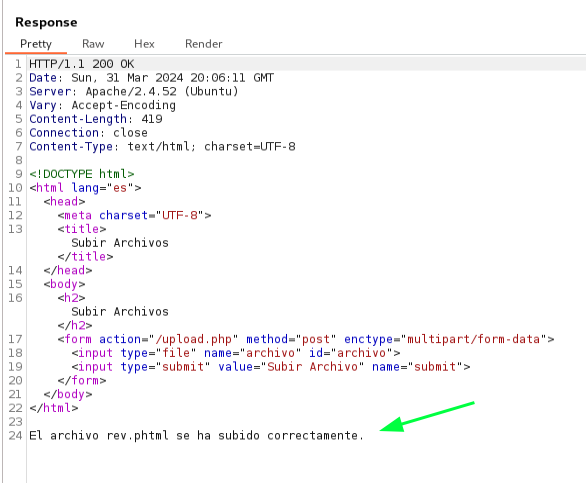 Response
Pretty Raw Hex Render
1 HTTP/1.1 200 OK
2 Date: Sun, 31 Mar 2024 20:06:11 GMT
3 Server: Apache/2.4.52 (Ubuntu)
4 Vary: Accept-Encoding
5 Content-Length: 419
6 Connection: close
7 Content-Type: text/html; charset=UTF-8
8
9 <!DOCTYPE html>
10 <html lang="es">
11 <head>
12 <meta charset="UTF-8">
13 <title>
Subir Archivos
</title>
14 </head>
15 <body>
16 <h2>
Subir Archivos
</h2>
17 <form action="/upload.php" method="post" enctype="multipart/form-data">
18 <input type="file" name="archivo" id="archivo">
19 <input type="submit" value="Subir Archivo" name="submit">
20 </form>
21 </body>
22 </html>
23
24 El archivo rev.phtml se ha subido correctamente.